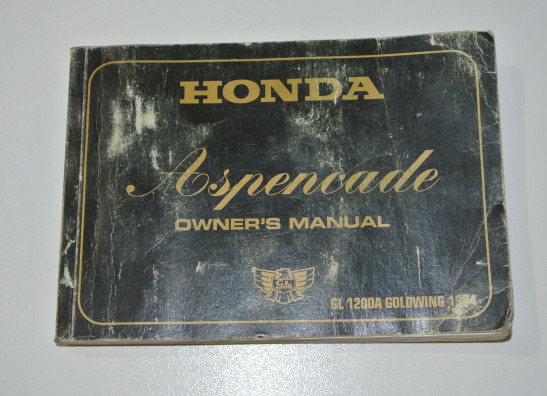 HONDA
Aspencade
OWNER'S MANUAL
GL 1200A GOLDWING 1984